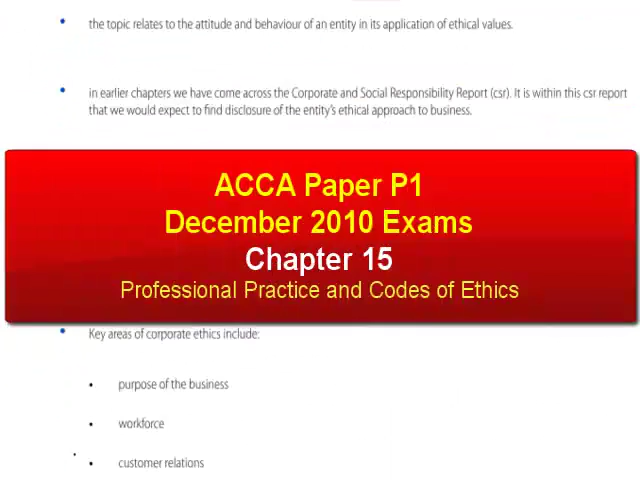 the topic relates to the attitude and behaviour of an entity in its application of ethical values.
in earlier chapters we have come across the Corporate and Social Responsibility Report (csr). It is within this csr report
that we would expect to find disclosure of the entity's ethical approach to business.
ACCA Paper P1
December 2010 Exams
Chapter 15
Professional Practice and Codes of Ethics
Key areas of corporate ethics include:
purpose of the business
workforce
customer relations